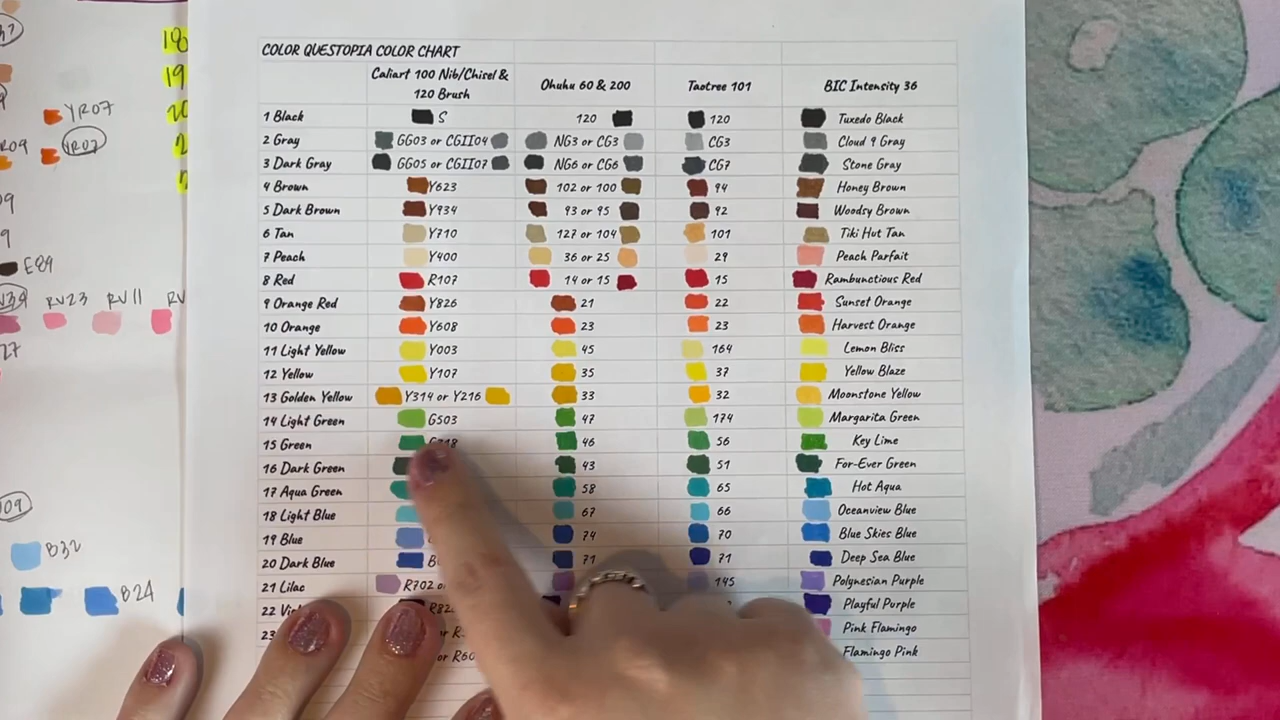 COLOR QUESTOPIA COLOR CHART
Caliart 100 Nib/Chisel & 120 Brush Ohuhu 60 & 200 Taotree 101 BIC Intensity 36
1 Black S 120 120 Tuxedo Black
2 Gray GG03 or CGII04 NG3 or CG3 CG3 Cloud 9 Gray
3 Dark Gray GG05 or CGII07 NG6 or CG6 CG7 Stone Gray
4 Brown Y623 102 or 100 94 Honey Brown
5 Dark Brown Y934 93 or 95 92 Woodsy Brown
6 Tan Y710 127 or 104 101 Tiki Hut Tan
7 Peach Y400 36 or 25 29 Peach Parfait
8 Red R107 14 or 15 15 Rambunctious Red
9 Orange Red Y826 21 22 Sunset Orange
10 Orange Y608 23 23 Harvest Orange
11 Light Yellow Y003 45 164 Lemon Bliss
12 Yellow Y107 35 37 Yellow Blaze
13 Golden Yellow Y314 or Y216 33 32 Moonstone Yellow
14 Light Green G503 47 174 Margarita Green
15 Green 46 56 Key Lime
16 Dark Green 43 51 For-Ever Green
17 Aqua Green 58 65 Hot Aqua
18 Light Blue 67 66 Oceanview Blue
19 Blue 74 70 Blue Skies Blue
20 Dark Blue 71 71 Deep Sea Blue
21 Lilac R702 145 Polynesian Purple
22 Playful Purple
or Pink Flamingo
or Flamingo Pink
YR07
YR07
E89
RV23 RV11
B32
B24
18
19